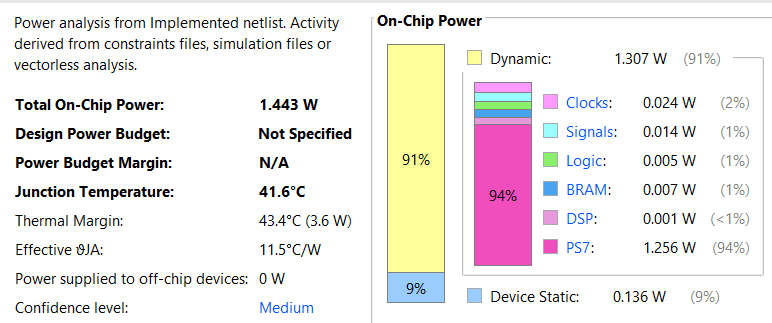 Power analysis from Implemented netlist. Activity
derived from constraints files, simulation files or
vectorless analysis.
Total On-Chip Power: 1.443 W
Design Power Budget: Not Specified
Power Budget Margin: N/A
Junction Temperature: 41.6°C
Thermal Margin: 43.4°C (3.6 W)
Effective ϑJA: 11.5°C/W
Power supplied to off-chip devices: 0 W
Confidence level: Medium
On-Chip Power
91%
9%
Dynamic: 1.307 W (91%)
94%
Clocks: 0.024 W (2%)
Signals: 0.014 W (1%)
Logic: 0.005 W (1%)
BRAM: 0.007 W (1%)
DSP: 0.001 W (<1%)
PS7: 1.256 W (94%)
Device Static: 0.136 W (9%)